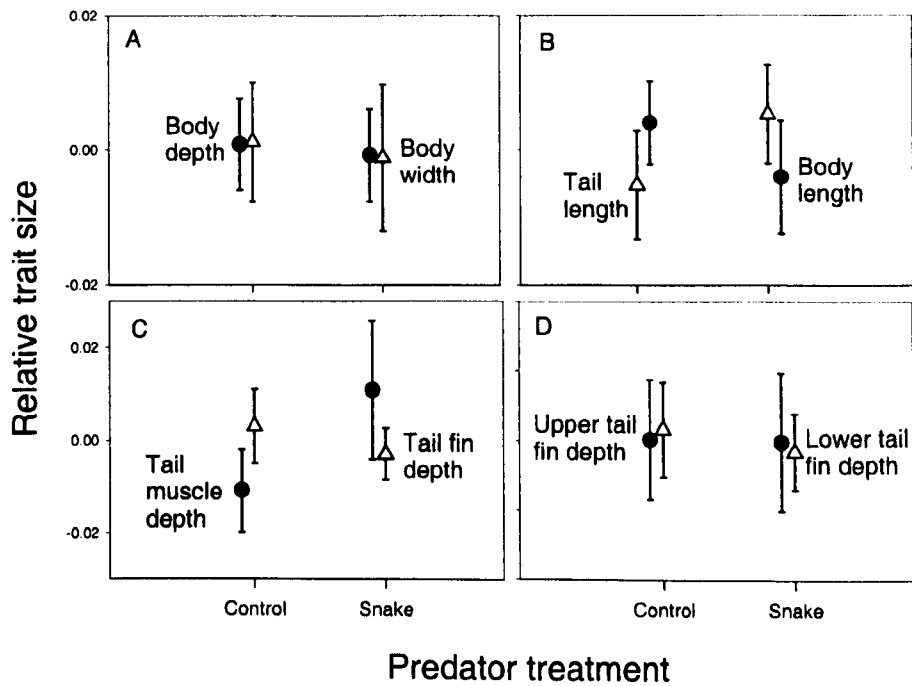 Relative trait size
0.02
0.00
-0.02
A
Body
depth
Body
width
B
Tail
length
Body
length
0.02
0.00
-0.02
C
Tail
muscle
depth
Tail fin
depth
D
Upper tail
fin depth
Lower tail
fin depth
Control
Snake
Control
Snake
Predator treatment